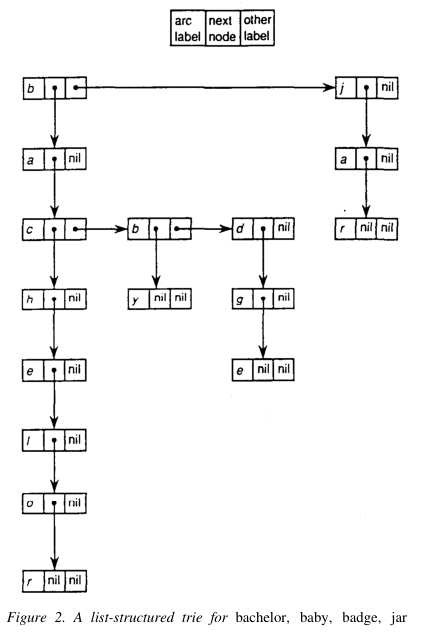 arc next other
label node label
b j nil
a nil a nil
c b d nil r nil nil
h nil y nil nil g nil
e nil e nil nil
l nil
o nil
r nil nil
Figure 2. A list-structured trie for bachelor, baby, badge, jar